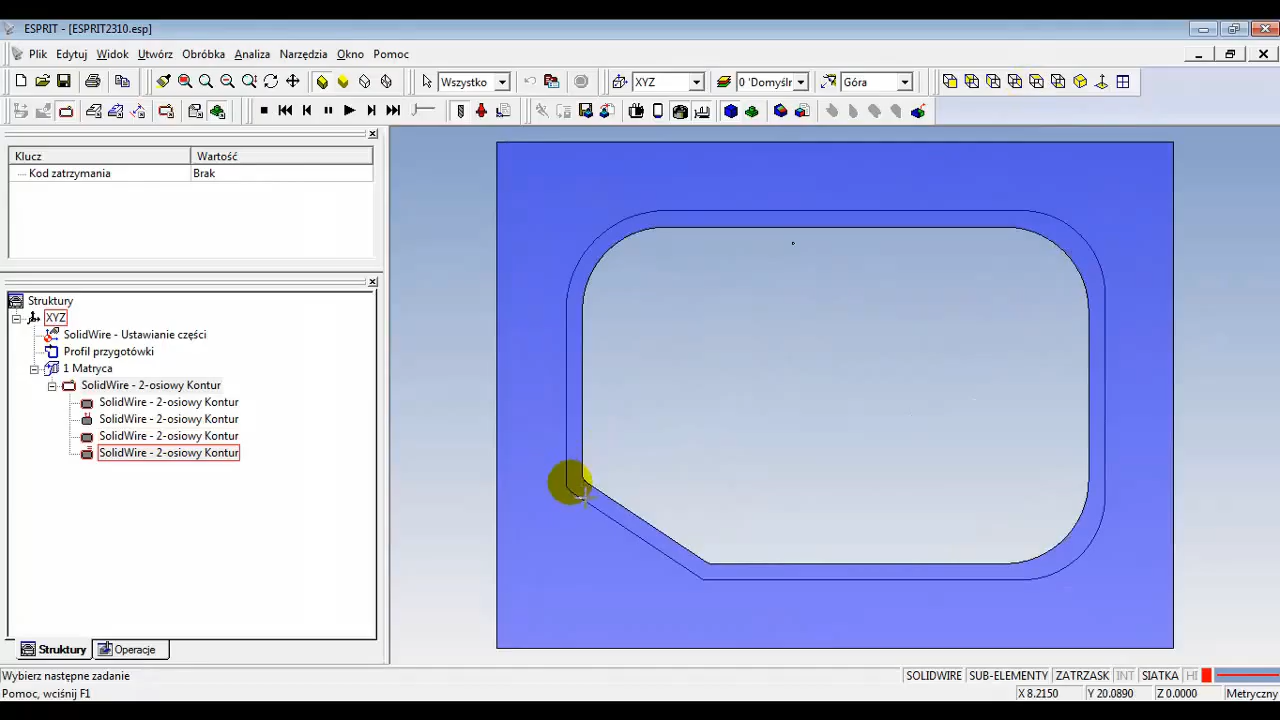 ESPRIT - [ESPRIT2310.esp]
Plik Edytuj Widok Utwórz Obróbka Analiza Narzędzia Okno Pomoc
Wszystko XYZ 0 'Domyślr Góra
Klucz Wartość
Kod zatrzymania Brak
Struktury
XYZ
SolidWire - Ustawianie części
Profil przygotówki
1 Matryca
SolidWire - 2-osiowy Kontur
SolidWire - 2-osiowy Kontur
SolidWire - 2-osiowy Kontur
SolidWire - 2-osiowy Kontur
SolidWire - 2-osiowy Kontur
Struktury Operacje
Wybierz następne zadanie SOLIDWIRE SUB-ELEMENTY ZATRZASK INT SIATKA HI
Pomoc, wciśnij F1 X 8.2150 Y 20.0890 Z 0.0000 Metryczny